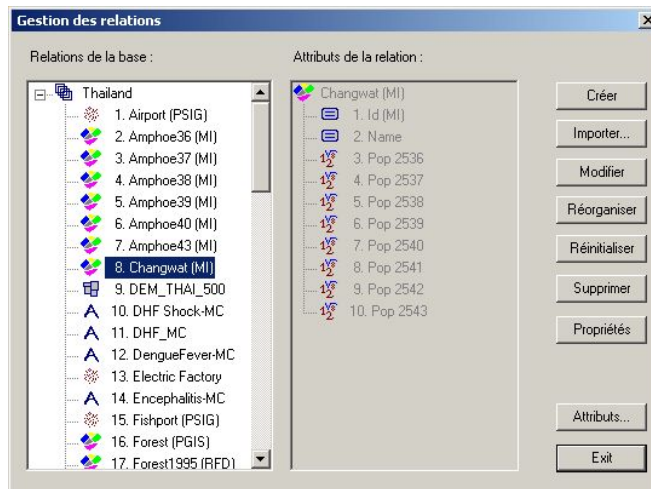 Gestion des relations
Relations de la base :
Thailand
1. Airport (PSIG)
2. Amphoe36 (MI)
3. Amphoe37 (MI)
4. Amphoe38 (MI)
5. Amphoe39 (MI)
6. Amphoe40 (MI)
7. Amphoe43 (MI)
8. Changwat (MI)
9. DEM_THAI_500
10. DHF Shock-MC
11. DHF_MC
12. DengueFever-MC
13. Electric Factory
14. Encephalitis-MC
15. Fishport (PSIG)
16. Forest (PGIS)
17. Forest1995 (RFD)
Attributs de la relation :
Changwat (MI)
1. Id (MI)
2. Name
3. Pop 2536
4. Pop 2537
5. Pop 2538
6. Pop 2539
7. Pop 2540
8. Pop 2541
9. Pop 2542
10. Pop 2543
Créer
Importer...
Modifier
Réorganiser
Réinitialiser
Supprimer
Propriétés
Attributs...
Exit